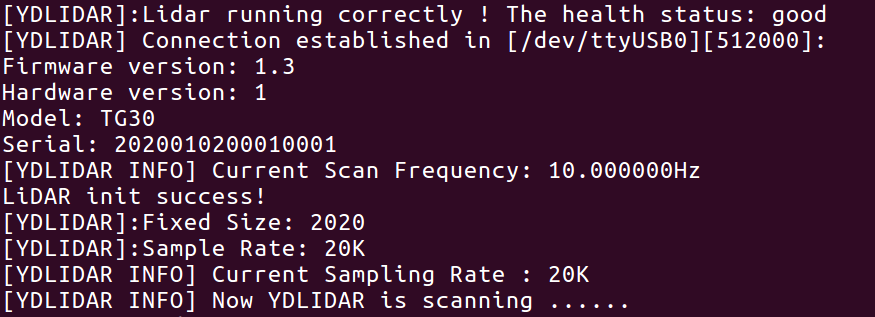 [YDLIDAR]:Lidar running correctly ! The health status: good
[YDLIDAR] Connection established in [/dev/ttyUSB0][512000]:
Firmware version: 1.3
Hardware version: 1
Model: TG30
Serial: 2020010200010001
[YDLIDAR INFO] Current Scan Frequency: 10.000000Hz
LiDAR init success!
[YDLIDAR]:Fixed Size: 2020
[YDLIDAR]:Sample Rate: 20K
[YDLIDAR INFO] Current Sampling Rate : 20K
[YDLIDAR INFO] Now YDLIDAR is scanning ......